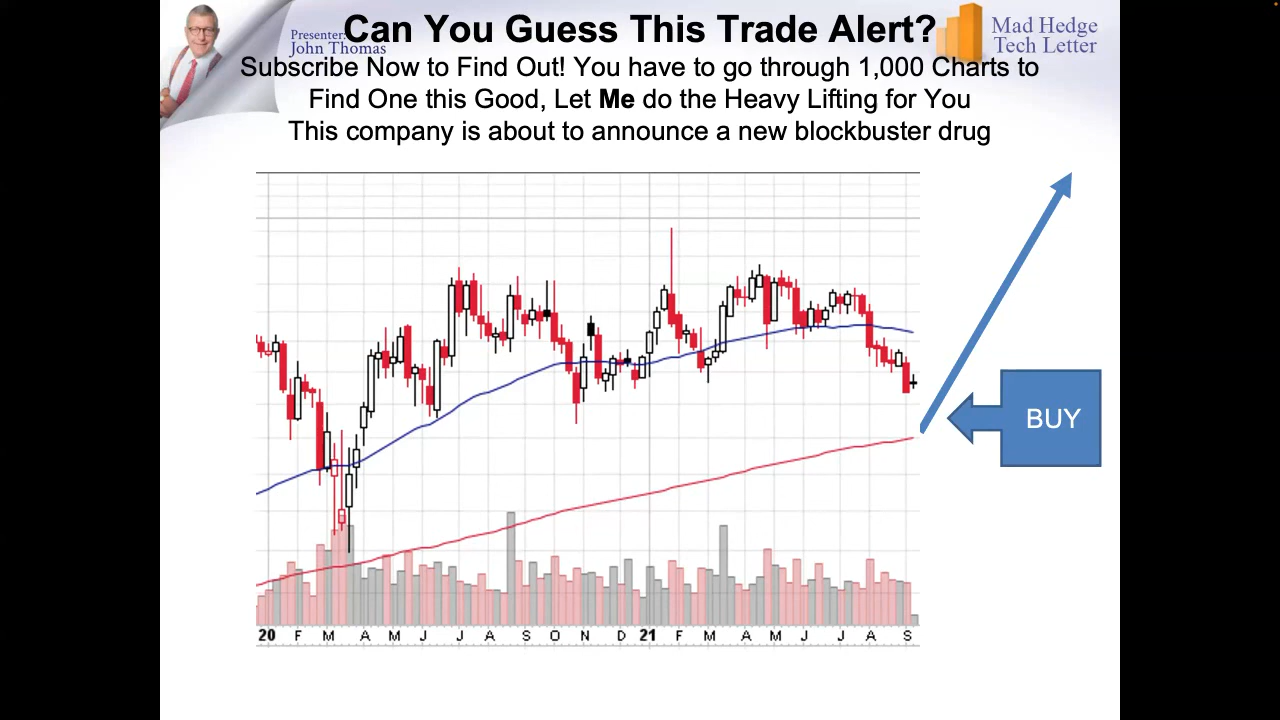 Can You Guess This Trade Alert?
Presenter:
John Thomas
Mad Hedge
Tech Letter
Subscribe Now to Find Out! You have to go through 1,000 Charts to
Find One this Good, Let Me do the Heavy Lifting for You
This company is about to announce a new blockbuster drug
BUY
20 F M A M J J A S O N D 21 F M A M J J A S